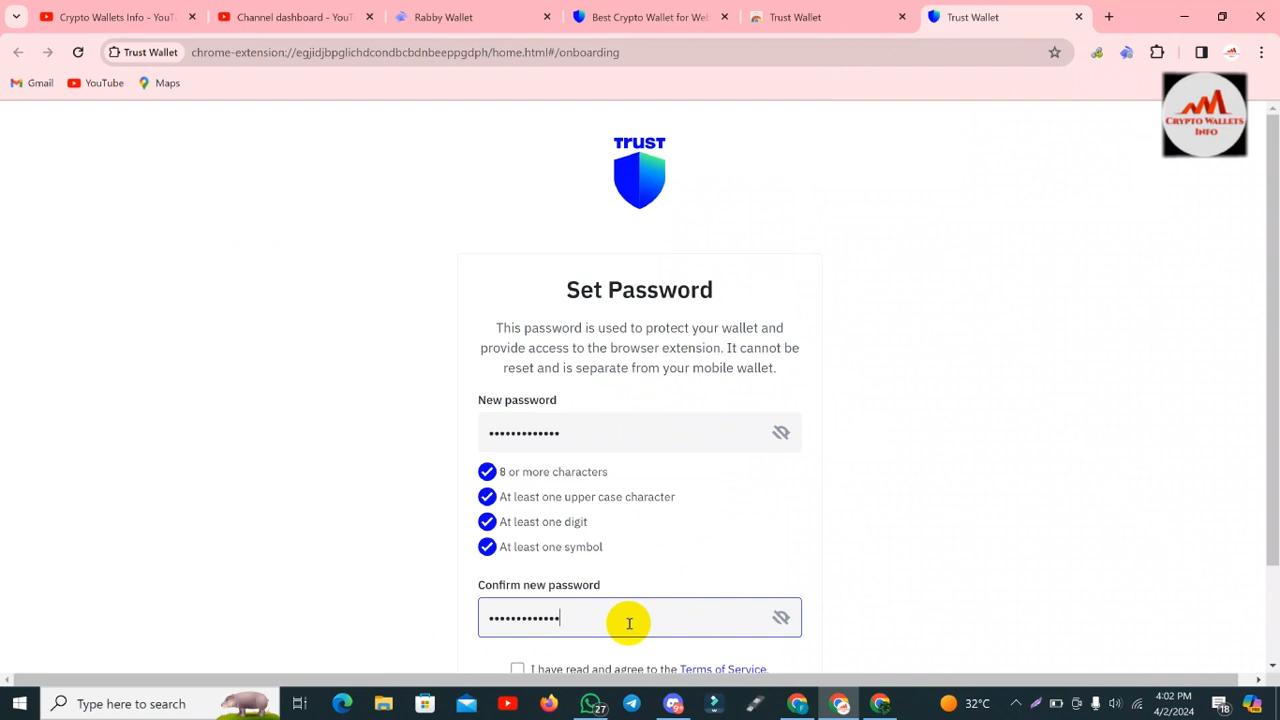 Crypto Wallets Info - YouT
Channel dashboard - YouTu
Rabby Wallet
Best Crypto Wallet for Web
Trust Wallet
Trust Wallet
Trust Wallet
chrome-extension://egjidjbpglichdcondbcbdnbeeppgdph/home.html#/onboarding
Gmail
YouTube
Maps
CRYPTO WALLETS
INFO
TRUST
Set Password
This password is used to protect your wallet and
provide access to the browser extension. It cannot be
reset and is separate from your mobile wallet.
New password
•••••••••••••
8 or more characters
At least one upper case character
At least one digit
At least one symbol
Confirm new password
•••••••••••••
I have read and agree to the Terms of Service.
Type here to search
27
32°C
4:02 PM
4/2/2024
18